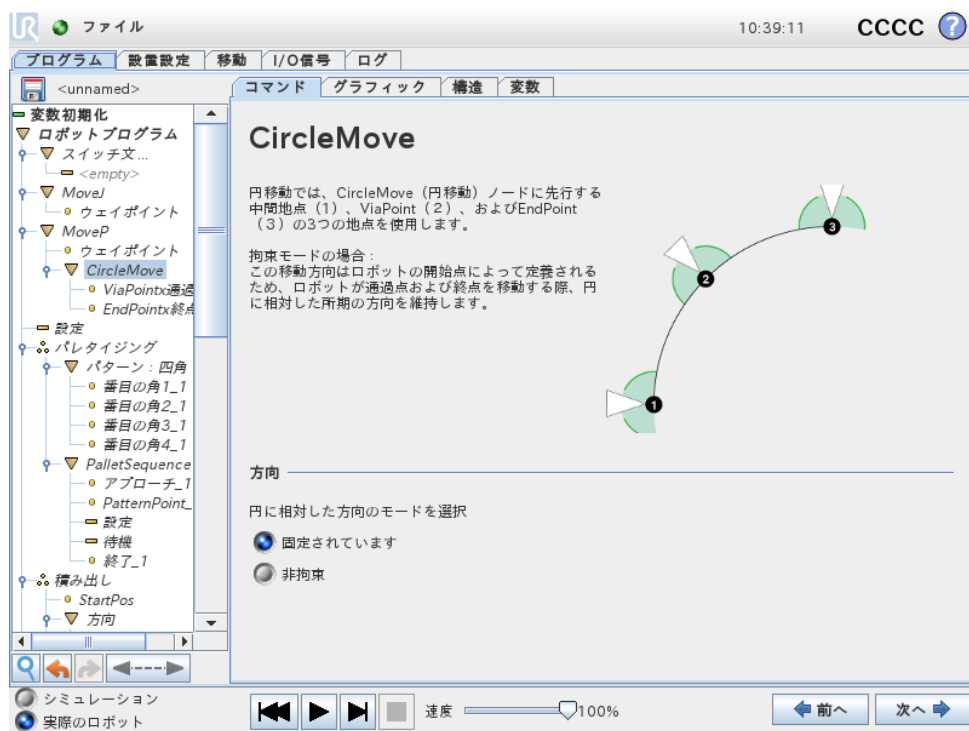 UR ファイル 10:39:11 CCCC ?
プログラム 設置設定 移動 I/O信号 ログ
<unnamed>
コマンド グラフィック 構造 変数
変数初期化
ロボットプログラム
スイッチ文...
<empty>
MoveJ
ウェイポイント
MoveP
ウェイポイント
CircleMove
ViaPointx通過
EndPointx終点
設定
パレタイジング
パターン：四角
番目の角1_1
番目の角2_1
番目の角3_1
番目の角4_1
PalletSequence
アプローチ_1
PatternPoint_
設定
待機
終了_1
積み出し
StartPos
方向
CircleMove
円移動では、CircleMove（円移動）ノードに先行する
中間地点（1）、ViaPoint（2）、およびEndPoint
（3）の3つの地点を使用します。
拘束モードの場合：
この移動方向はロボットの開始点によって定義される
ため、ロボットが通過点および終点を移動する際、円
に相対した所期の方向を維持します。
3
2
1
方向
円に相対した方向のモードを選択
固定されています
非拘束
シミュレーション
実際のロボット
速度 100%
前へ 次へ